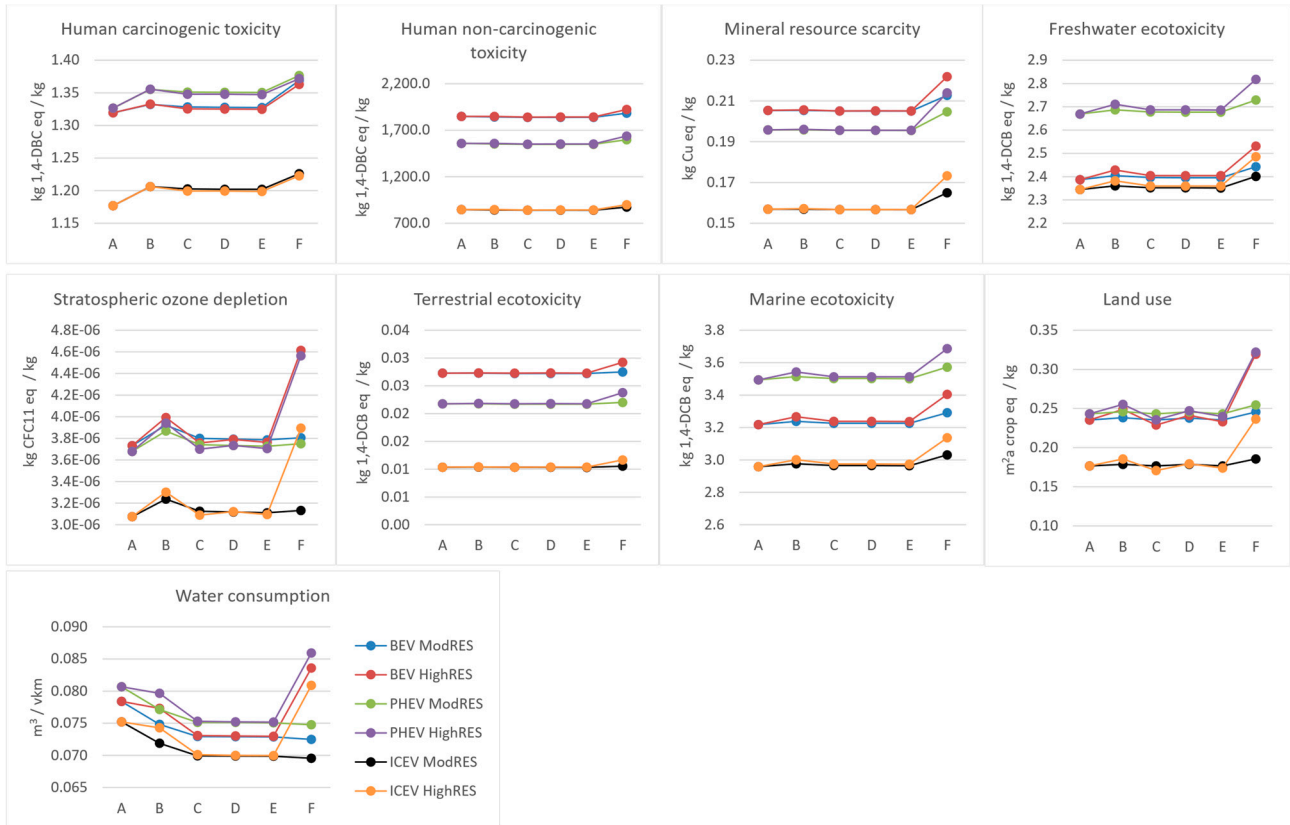 Human carcinogenic toxicity
kg 1,4-DBC eq / kg
1.40
1.35
1.30
1.25
1.20
1.15
A B C D E F
Human non-carcinogenic
toxicity
kg 1,4-DBC eq / kg
2,200.0
1,700.0
1,200.0
700.0
A B C D E F
Mineral resource scarcity
kg Cu eq / kg
0.23
0.21
0.19
0.17
0.15
A B C D E F
Freshwater ecotoxicity
kg 1,4-DCB eq / kg
2.9
2.8
2.7
2.6
2.5
2.4
2.3
2.2
A B C D E F
Stratospheric ozone depletion
kg CFC11 eq / kg
4.8E-06
4.6E-06
4.4E-06
4.2E-06
4.0E-06
3.8E-06
3.6E-06
3.4E-06
3.2E-06
3.0E-06
A B C D E F
Terrestrial ecotoxicity
kg 1,4-DCB eq / kg
0.04
0.03
0.03
0.02
0.02
0.01
0.01
0.00
A B C D E F
Marine ecotoxicity
kg 1,4-DCB eq / kg
3.8
3.6
3.4
3.2
3.0
2.8
2.6
A B C D E F
Land use
m²a crop eq / kg
0.35
0.30
0.25
0.20
0.15
0.10
A B C D E F
Water consumption
m³ / vkm
0.090
0.085
0.080
0.075
0.070
0.065
A B C D E F
BEV ModRES
BEV HighRES
PHEV ModRES
PHEV HighRES
ICEV ModRES
ICEV HighRES